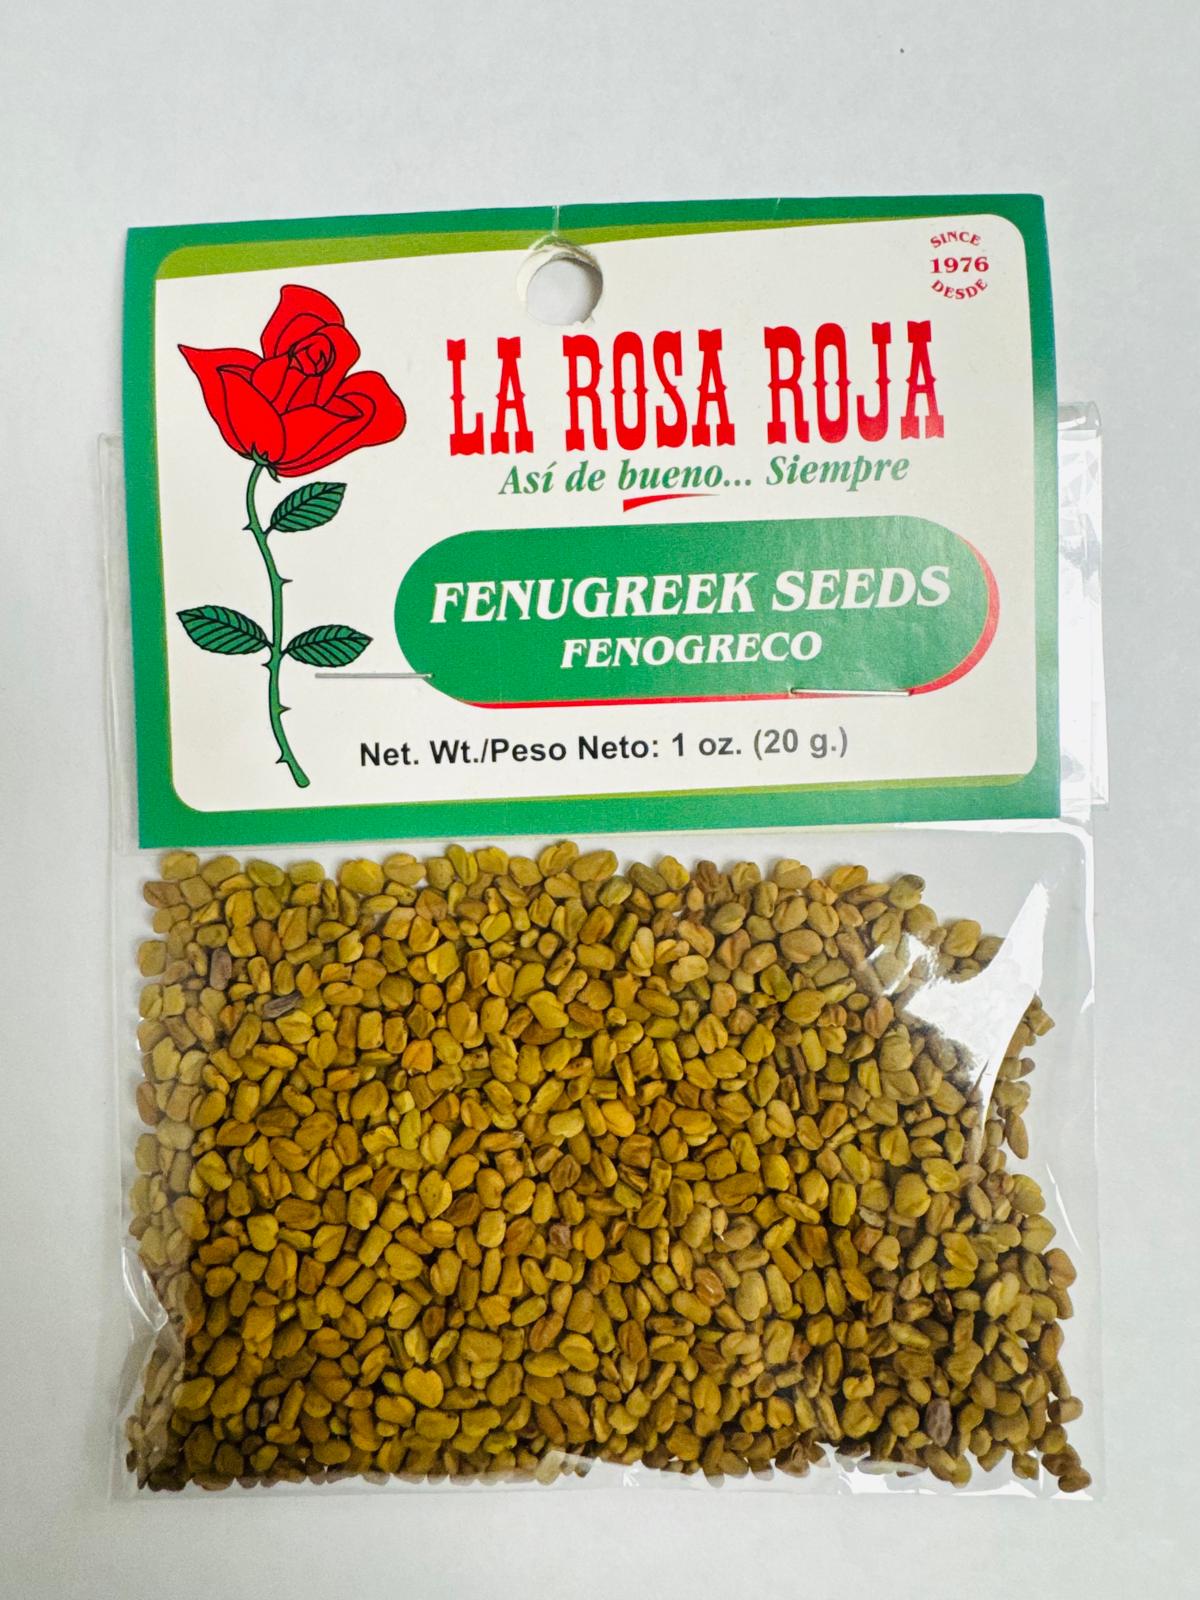 SINCE
1976
DESDE
LA ROSA ROJA
Así de bueno... Siempre
FENUGREEK SEEDS
FENOGRECO
Net. Wt./Peso Neto: 1 oz. (20 g.)